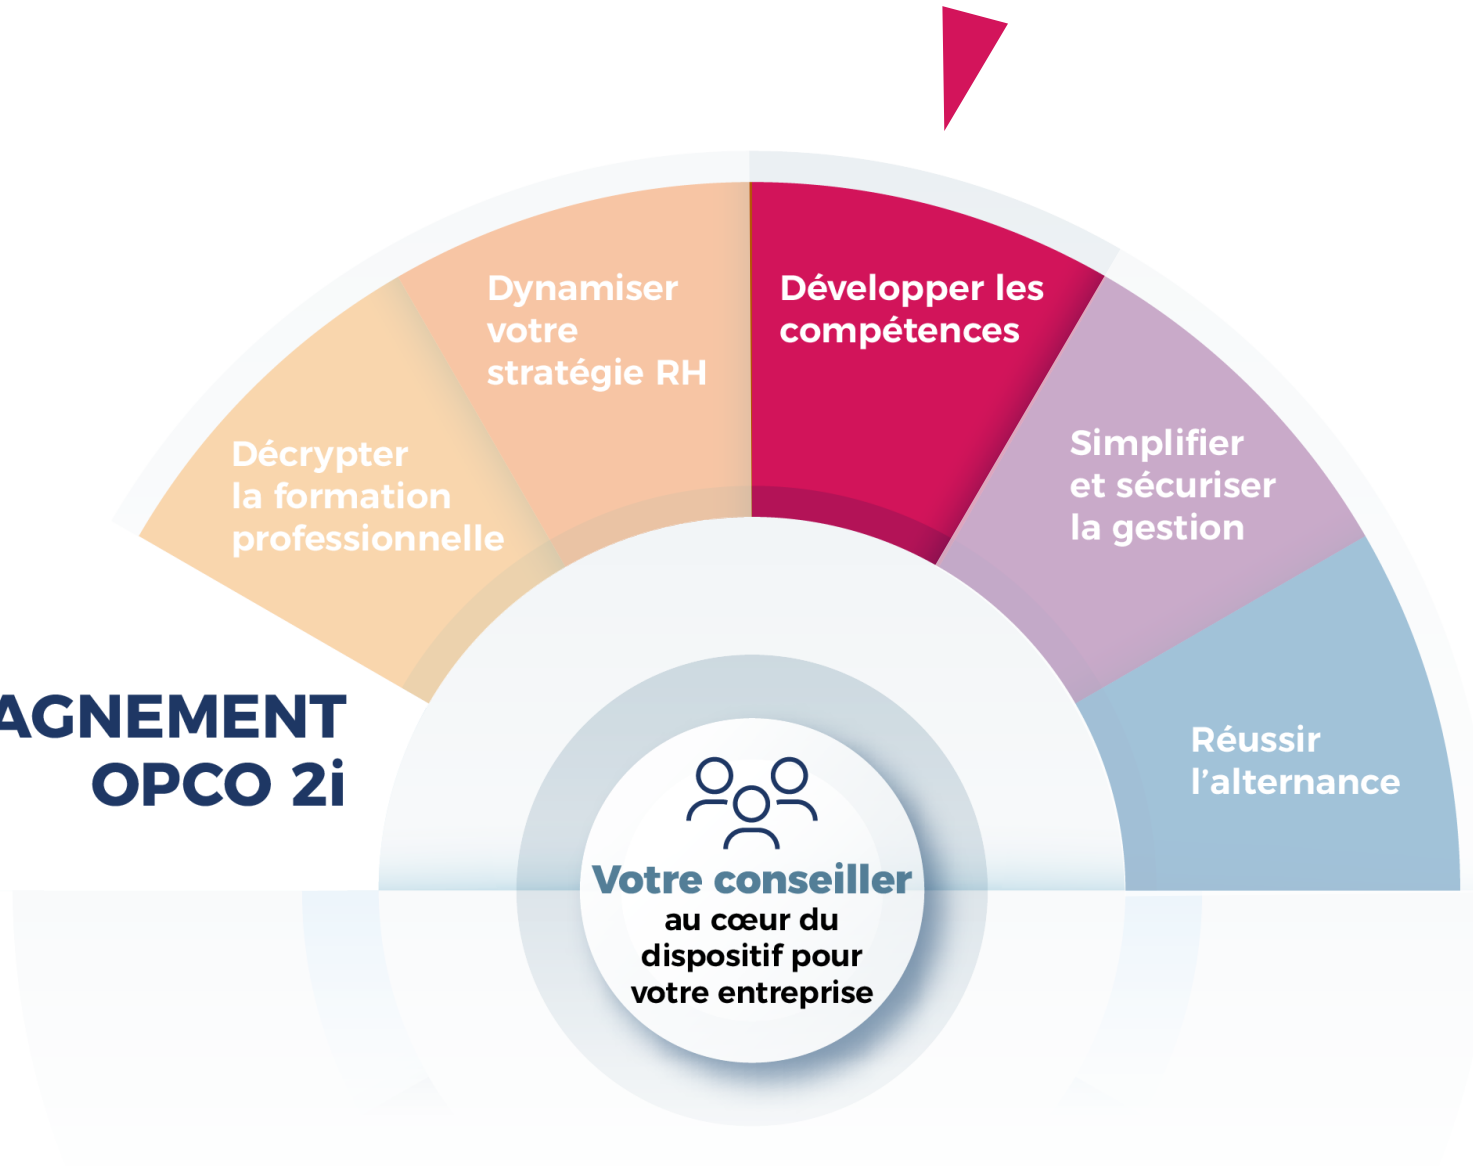 Dynamiser
votre
stratégie RH
Développer les
compétences
Décrypter
la formation
professionnelle
Simplifier
et sécuriser
la gestion
AGNEMENT
OPCO 2i
Réussir
l'alternance
Votre conseiller
au cœur du
dispositif pour
votre entreprise